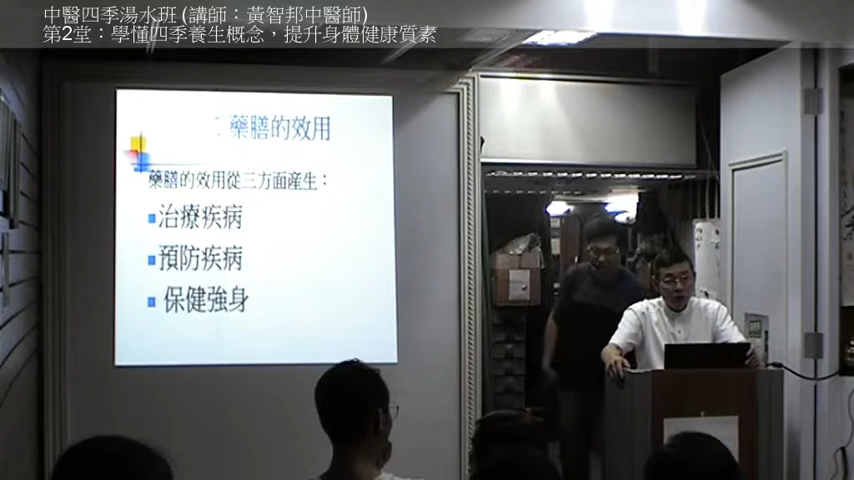 中醫四季湯水班 (講師：黃智邦中醫師)
第2堂：學懂四季養生概念，提升身體健康質素
：藥膳的效用
藥膳的效用從三方面産生：
治療疾病
預防疾病
保健強身